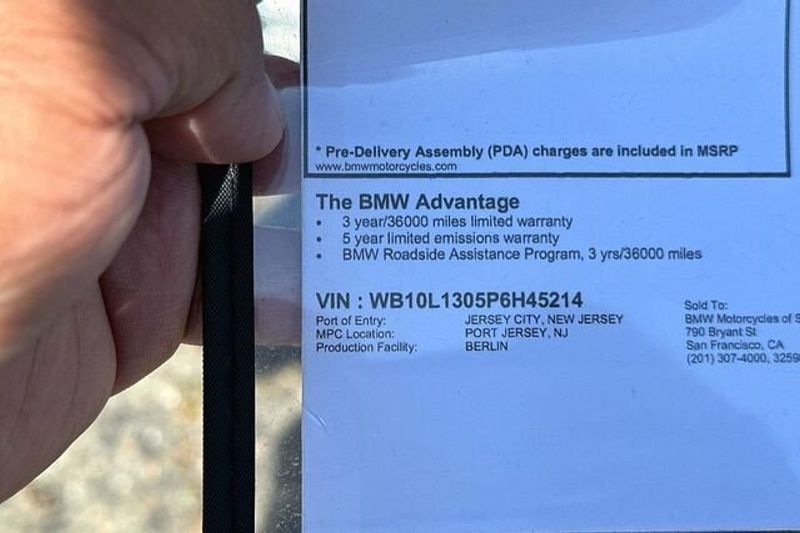 * Pre-Delivery Assembly (PDA) charges are included in MSRP
www.bmwmotorcycles.com
The BMW Advantage
• 3 year/36000 miles limited warranty
• 5 year limited emissions warranty
• BMW Roadside Assistance Program, 3 yrs/36000 miles
VIN : WB10L1305P6H45214
Port of Entry: JERSEY CITY, NEW JERSEY
MPC Location: PORT JERSEY, NJ
Production Facility: BERLIN
Sold To:
BMW Motorcycles of S
790 Bryant St
San Francisco, CA
(201) 307-4000, 3259